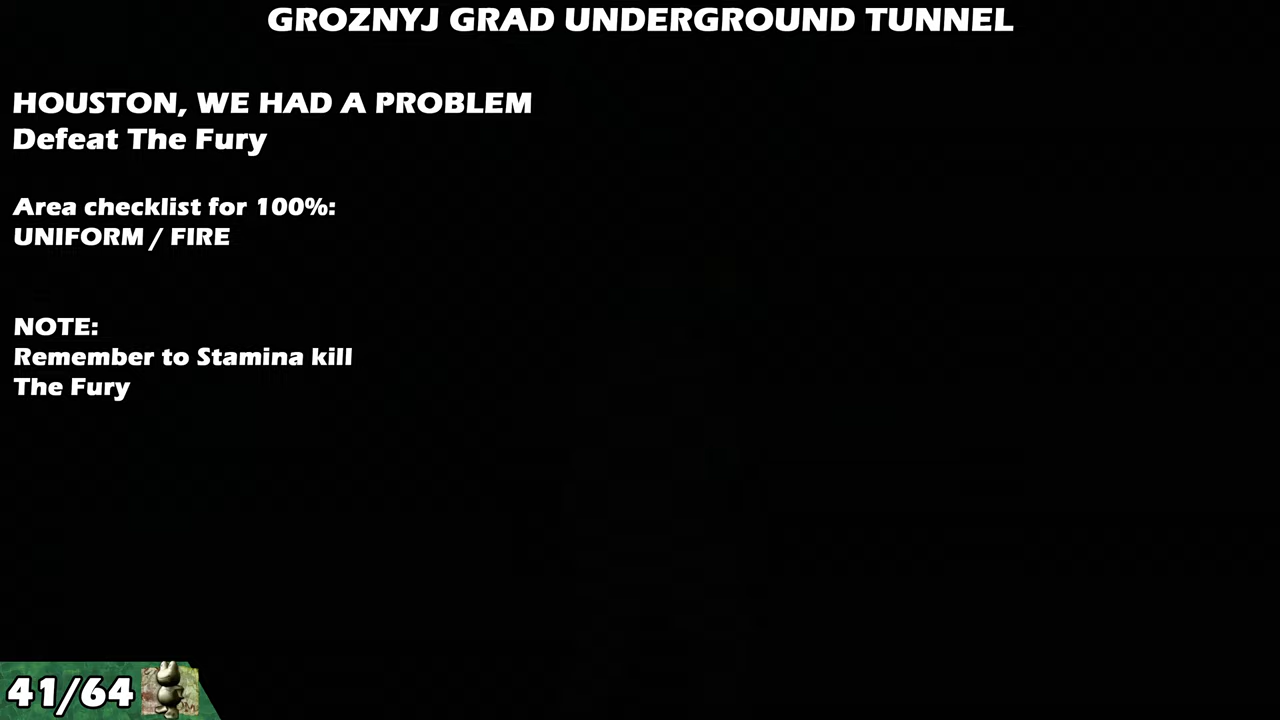 GROZNYJ GRAD UNDERGROUND TUNNEL
HOUSTON, WE HAD A PROBLEM
Defeat The Fury
Area checklist for 100%:
UNIFORM / FIRE
NOTE:
Remember to Stamina kill
The Fury
41/64